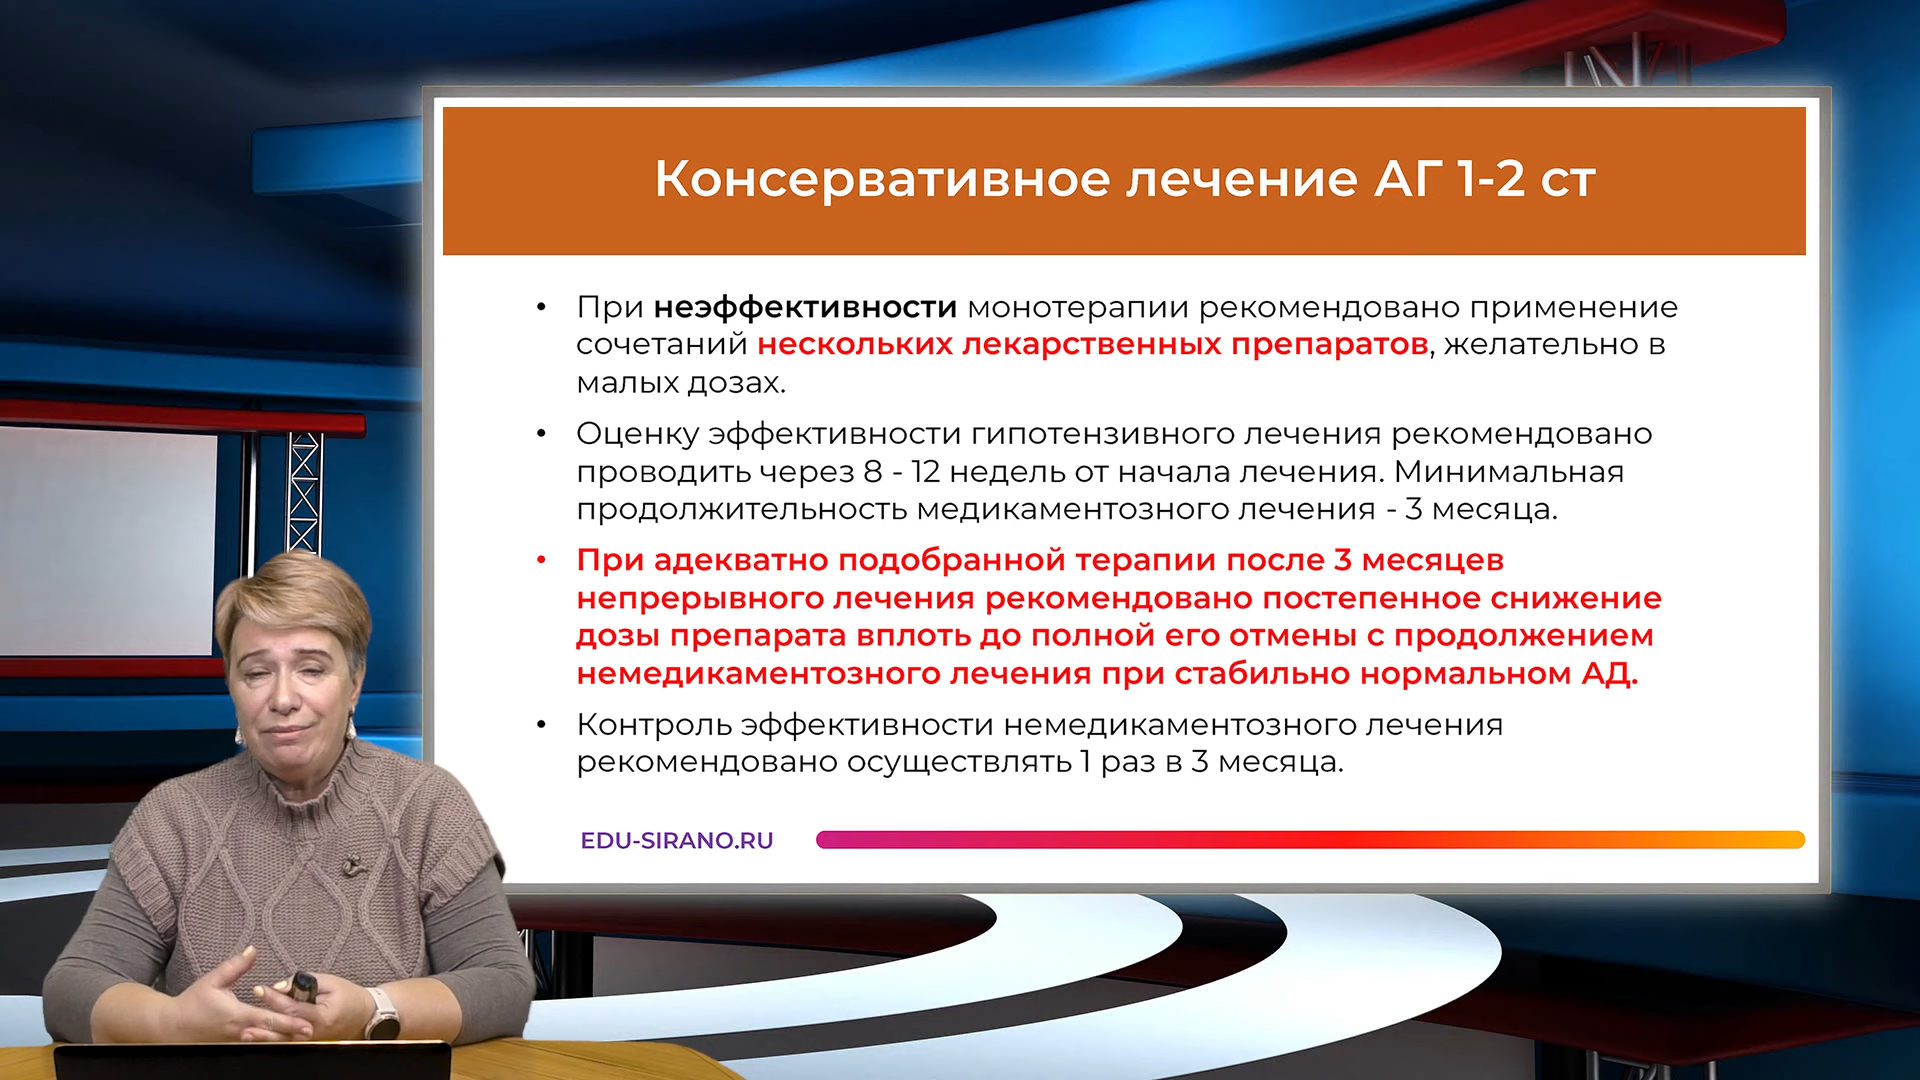 Консервативное лечение АГ 1-2 ст
• При неэффективности монотерапии рекомендовано применение
сочетаний нескольких лекарственных препаратов, желательно в
малых дозах.
• Оценку эффективности гипотензивного лечения рекомендовано
проводить через 8 - 12 недель от начала лечения. Минимальная
продолжительность медикаментозного лечения - 3 месяца.
• При адекватно подобранной терапии после 3 месяцев
непрерывного лечения рекомендовано постепенное снижение
дозы препарата вплоть до полной его отмены с продолжением
немедикаментозного лечения при стабильно нормальном АД.
• Контроль эффективности немедикаментозного лечения
рекомендовано осуществлять 1 раз в 3 месяца.
EDU-SIRANO.RU